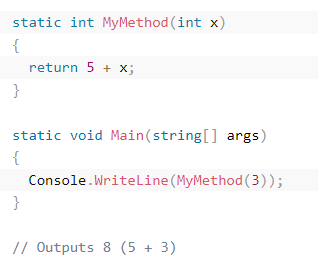 static int MyMethod(int x)
{
  return 5 + x;
}

static void Main(string[] args)
{
  Console.WriteLine(MyMethod(3));
}

// Outputs 8 (5 + 3)